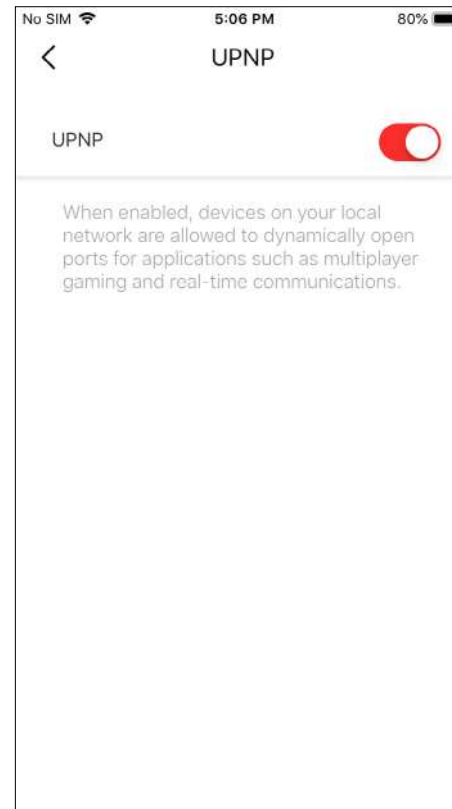 No SIM 5:06 PM 80%
UPNP
UPNP
When enabled, devices on your local
network are allowed to dynamically open
ports for applications such as multiplayer
gaming and real-time communications.